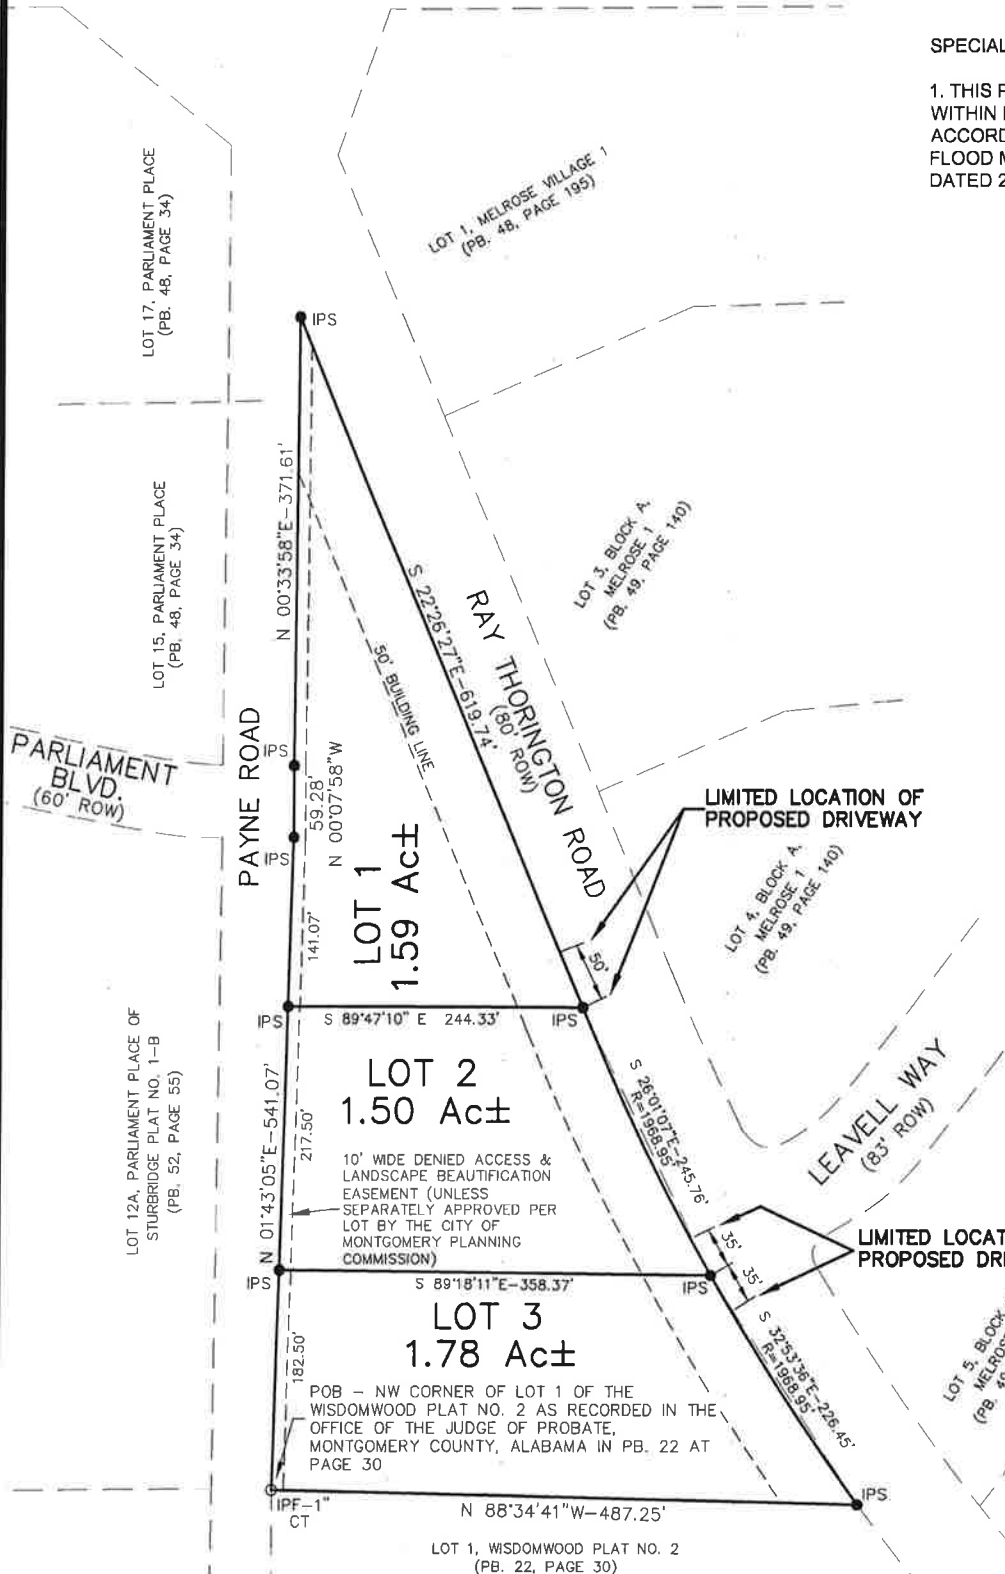 SPECIAL
1. THIS P
WITHIN
ACCORD
FLOOD M
DATED 2
LOT 17, PARLIAMENT PLACE
(PB. 48, PAGE 34)
LOT 1, MELROSE VILLAGE 1
(PB. 48, PAGE 195)
IPS
N 00°33'58"E-371.61'
LOT 15, PARLIAMENT PLACE
(PB. 48, PAGE 34)
LOT 3, BLOCK A,
MELROSE 1
(PB. 49, PAGE 140)
S 22°26'27"E-619.74'
RAY THORINGTON ROAD
(80' ROW)
50' BUILDING LINE
PARLIAMENT
BLVD.
(60' ROW)
PAYNE ROAD
IPS
59.28'
N 00°07'58"W
IPS
LIMITED LOCATION OF
PROPOSED DRIVEWAY
LOT 1
1.59 Ac±
141.07'
LOT 4, BLOCK A,
MELROSE 1
(PB. 49, PAGE 140)
50'
IPS
S 89°47'10" E 244.33'
IPS
LOT 12A, PARLIAMENT PLACE OF
STURBRIDGE PLAT NO. 1-B
(PB. 52, PAGE 55)
N 01°43'05"E-541.07'
217.50'
LOT 2
1.50 Ac±
S 26°01'07"E-245.76'
R=1968.95'
LEAVELL WAY
(83' ROW)
10' WIDE DENIED ACCESS &
LANDSCAPE BEAUTIFICATION
EASEMENT (UNLESS
SEPARATELY APPROVED PER
LOT BY THE CITY OF
MONTGOMERY PLANNING
COMMISSION)
35'
35'
LIMITED LOCAT
PROPOSED DRI
IPS
S 89°18'11"E-358.37'
IPS
LOT 3
1.78 Ac±
182.50'
S 32°53'36"E-226.45'
R=1968.95'
LOT 5, BLOCK
MELROS
(PB. 49
POB - NW CORNER OF LOT 1 OF THE
WISDOMWOOD PLAT NO. 2 AS RECORDED IN THE
OFFICE OF THE JUDGE OF PROBATE,
MONTGOMERY COUNTY, ALABAMA IN PB. 22 AT
PAGE 30
IPF-1"
CT
N 88°34'41"W-487.25'
IPS
LOT 1, WISDOMWOOD PLAT NO. 2
(PB. 22, PAGE 30)